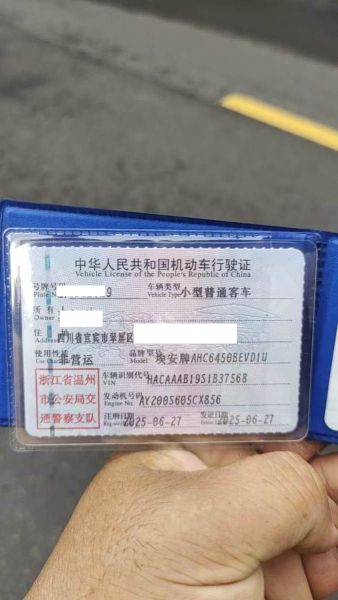 中华人民共和国机动车行驶证
Vehicle License of the People's Republic of China
号牌号码 9 车辆类型 小型普通客车
Plate No. Vehicle Type
所有人
Owner
住址 四川省宜宾市翠屏区
Address
使用性质 非营运 品牌型号 埃安牌AHC6450BEVD1U
Use Character Model
浙江省温州 车辆识别代号 HACAAAB19S1B37568
VIN
市公安局交 发动机号码 AY200S605CX856
Engine No.
通警察支队 注册日期 2025-06-27 发证日期 2025-06-27
Register Date Issue Date